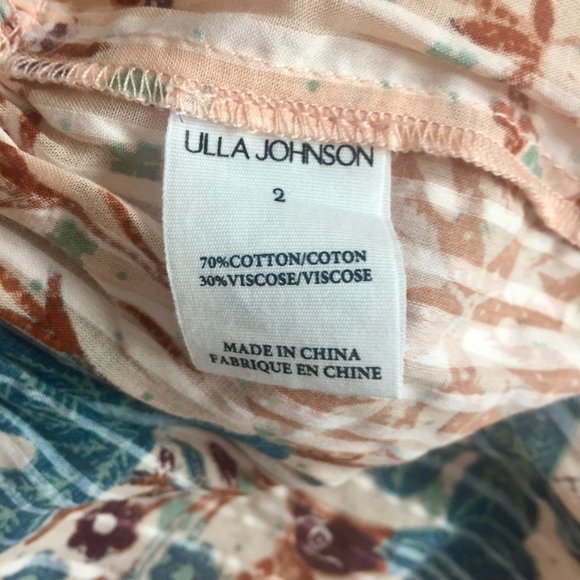 ULLA JOHNSON
2
70%COTTON/COTON
30%VISCOSE/VISCOSE
MADE IN CHINA
FABRIQUE EN CHINE